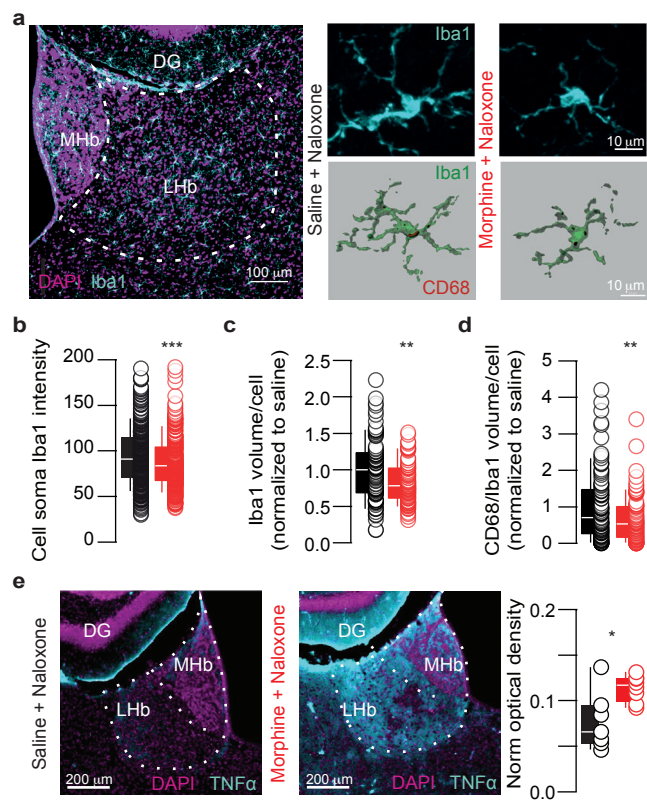 a
DG
MHb
LHb
DAPI Iba1
100 μm
Saline + Naloxone
Iba1
Iba1
CD68
Morphine + Naloxone
10 μm
10 μm
b
Cell soma Iba1 intensity
200
150
100
50
0
***
c
Iba1 volume/cell
(normalized to saline)
2.5
2.0
1.5
1.0
0.5
0.0
**
d
CD68/Iba1 volume/cell
(normalized to saline)
5
4
3
2
1
0
**
e
Saline + Naloxone
DG
MHb
LHb
200 μm
DAPI TNFα
Morphine + Naloxone
DG
MHb
LHb
200 μm
DAPI TNFα
Norm optical density
0.2
0.1
0.0
*